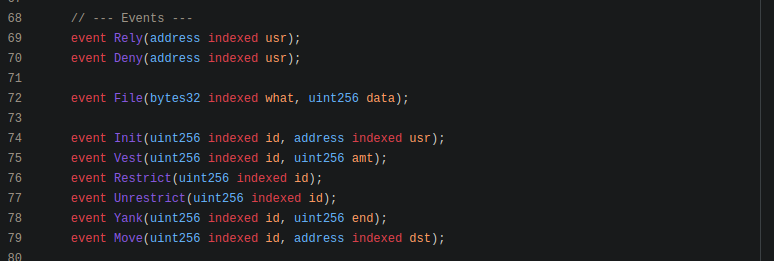 68 // --- Events ---
69 event Rely(address indexed usr);
70 event Deny(address indexed usr);
71
72 event File(bytes32 indexed what, uint256 data);
73
74 event Init(uint256 indexed id, address indexed usr);
75 event Vest(uint256 indexed id, uint256 amt);
76 event Restrict(uint256 indexed id);
77 event Unrestrict(uint256 indexed id);
78 event Yank(uint256 indexed id, uint256 end);
79 event Move(uint256 indexed id, address indexed dst);
80